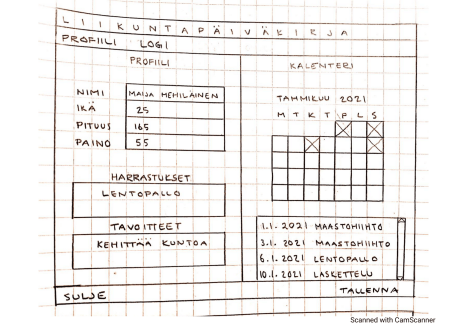 LIIKUNTAPÄIVÄKIRJA
PROFIILI LOGI
PROFIILI
NIMI MAIJA MEHILÄINEN
IKÄ 25
PITUUS 165
PAINO 55
HARRASTUKSET
LENTOPALLO
TAVOITTEET
KEHITTÄÄ KUNTOA
KALENTERI
TAMMIKUU 2021
M T K T P L S
1.1. 2021 MAASTOHIIHTO
3.1. 2021 MAASTOHIIHTO
6.1. 2021 LENTOPALLO
10.1.2021 LASKETTELU
SULJE TALLENNA
Scanned with CamScanner